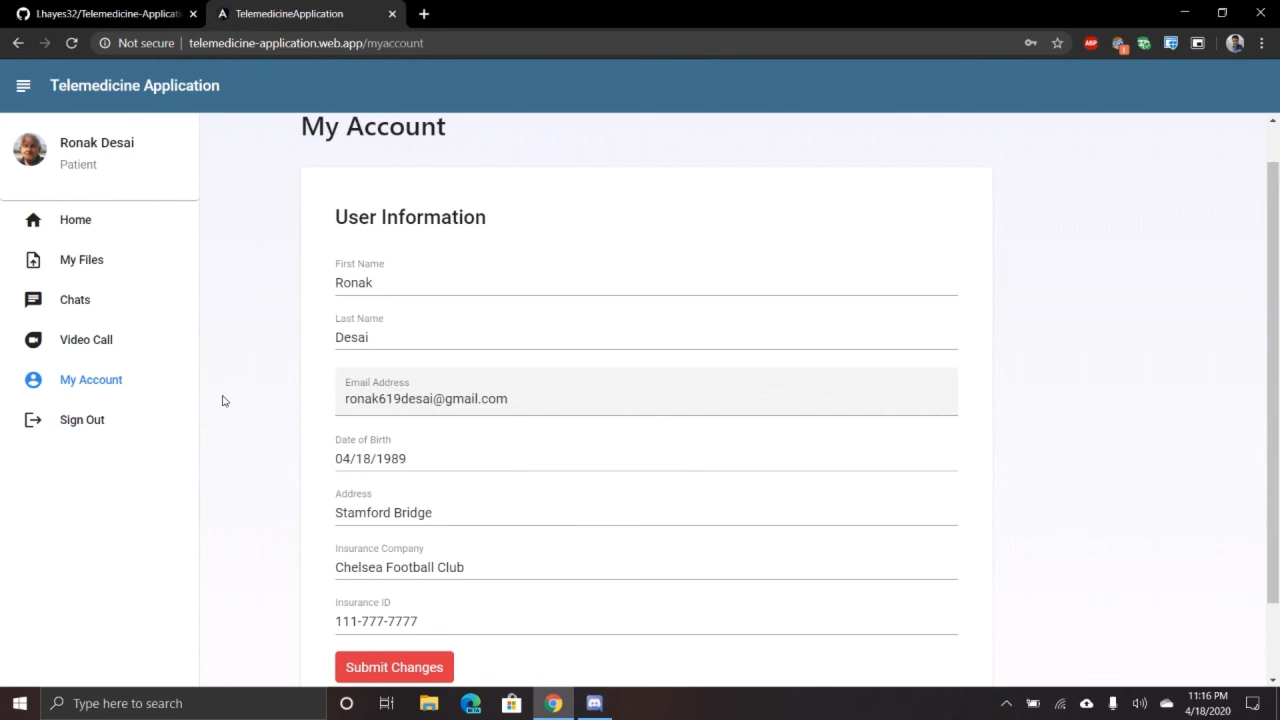 Lhayes32/Telemedicine-Applicati
TelemedicineApplication
Not secure
telemedicine-application.web.app/myaccount
ABP
Telemedicine Application
Ronak Desai
Patient
Home
My Files
Chats
Video Call
My Account
Sign Out
My Account
User Information
First Name
Ronak
Last Name
Desai
Email Address
ronak619desai@gmail.com
Date of Birth
04/18/1989
Address
Stamford Bridge
Insurance Company
Chelsea Football Club
Insurance ID
111-777-7777
Submit Changes
Type here to search
11:16 PM
4/18/2020